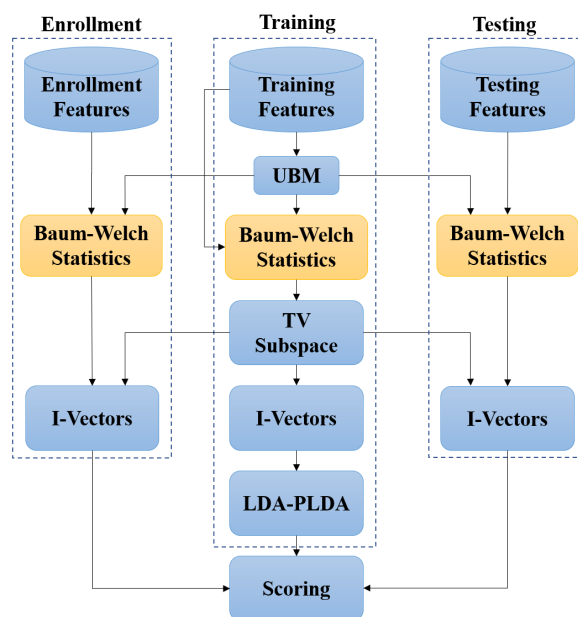 Enrollment
Training
Testing
Enrollment
Features
Training
Features
Testing
Features
UBM
Baum-Welch
Statistics
Baum-Welch
Statistics
Baum-Welch
Statistics
TV
Subspace
I-Vectors
I-Vectors
I-Vectors
LDA-PLDA
Scoring